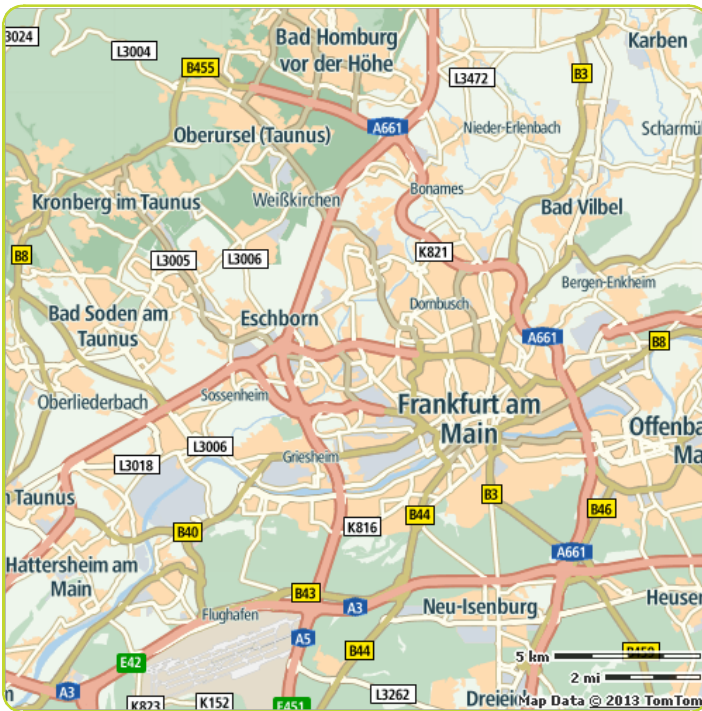 3024
L3004
Bad Homburg
vor der Höhe
Karben
B455
L3472
B3
A661
Oberursel (Taunus)
Nieder-Erlenbach
Scharmü
Kronberg im Taunus
Weißkirchen
Bonames
Bad Vilbel
B8
L3005
L3006
K821
Bergen-Enkheim
Bad Soden am
Taunus
Eschborn
Dornbusch
A661
B8
Oberliederbach
Sossenheim
Frankfurt am
Main
Offenba
Ma
L3006
L3018
Griesheim
n Taunus
B3
B44
B46
K816
B40
A661
Hattersheim am
Main
B43
A3
Neu-Isenburg
Heusen
Flughafen
A5
B44
E42
5 km
B459
2 mi
A3
K823
K152
E451
L3262
Dreieich
Map Data © 2013 TomTom